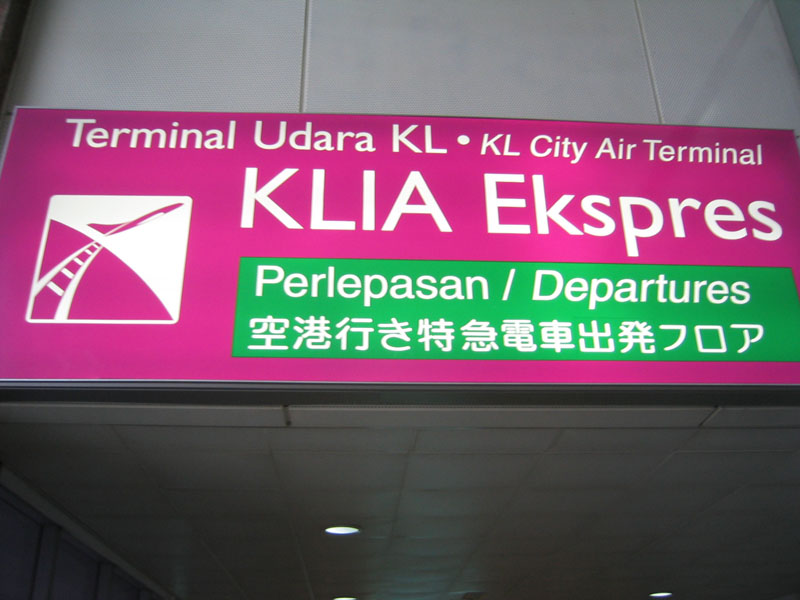 Terminal Udara KL • KL City Air Terminal
KLIA Ekspres
Perlepasan / Departures
空港行き特急電車出発フロア